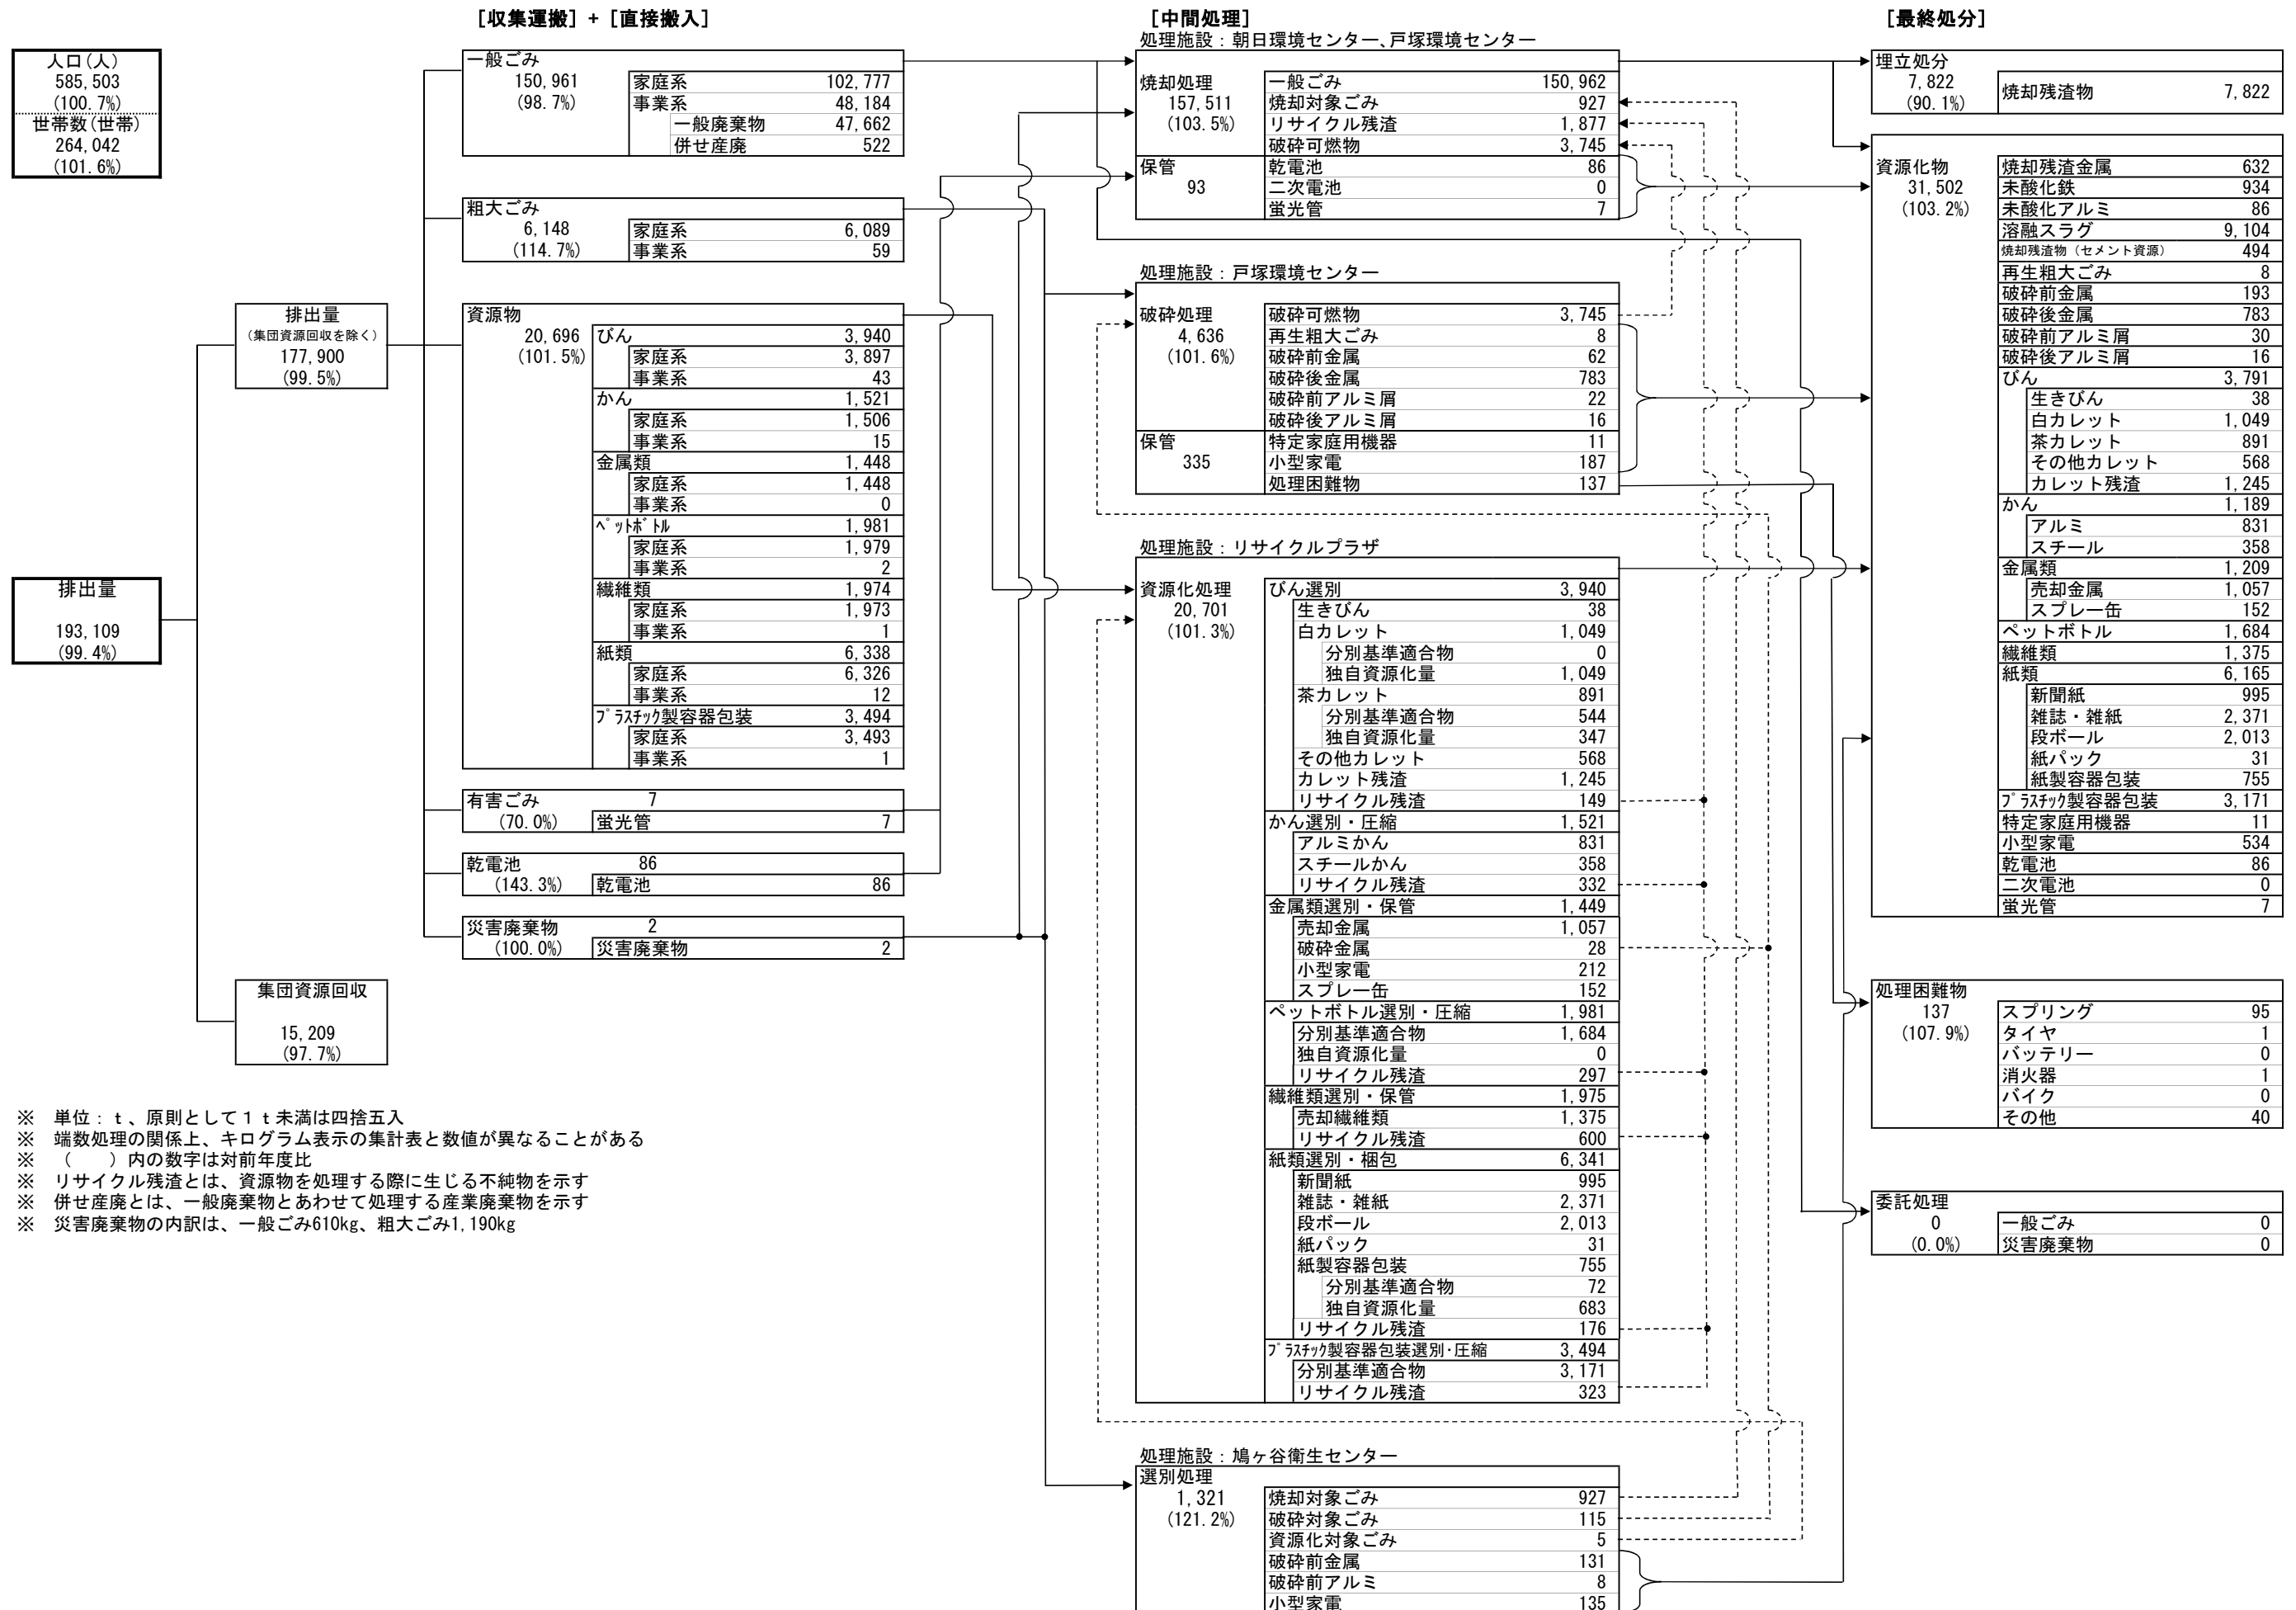 ［収集運搬］＋［直接搬入］
［中間処理］
［最終処分］
人口(人)
585,503
(100.7%)
世帯数(世帯)
264,042
(101.6%)
排出量
193,109
(99.4%)
排出量
（集団資源回収を除く）
177,900
(99.5%)
集団資源回収
15,209
(97.7%)
一般ごみ
150,961
(98.7%)
家庭系 102,777
事業系 48,184
一般廃棄物 47,662
併せ産廃 522
粗大ごみ
6,148
(114.7%)
家庭系 6,089
事業系 59
資源物
20,696
(101.5%)
びん 3,940
家庭系 3,897
事業系 43
かん 1,521
家庭系 1,506
事業系 15
金属類 1,448
家庭系 1,448
事業系 0
ﾍﾟｯﾄﾎﾞﾄﾙ 1,981
家庭系 1,979
事業系 2
繊維類 1,974
家庭系 1,973
事業系 1
紙類 6,338
家庭系 6,326
事業系 12
ﾌﾟﾗｽﾁｯｸ製容器包装 3,494
家庭系 3,493
事業系 1
有害ごみ 7
(70.0%)
蛍光管 7
乾電池 86
(143.3%)
乾電池 86
災害廃棄物 2
(100.0%)
災害廃棄物 2
処理施設：朝日環境センター、戸塚環境センター
焼却処理
157,511
(103.5%)
一般ごみ 150,962
焼却対象ごみ 927
リサイクル残渣 1,877
破砕可燃物 3,745
保管
93
乾電池 86
二次電池 0
蛍光管 7
処理施設：戸塚環境センター
破砕処理
4,636
(101.6%)
破砕可燃物 3,745
再生粗大ごみ 8
破砕前金属 62
破砕後金属 783
破砕前アルミ屑 22
破砕後アルミ屑 16
保管
335
特定家庭用機器 11
小型家電 187
処理困難物 137
処理施設：リサイクルプラザ
資源化処理
20,701
(101.3%)
びん選別 3,940
生きびん 38
白カレット 1,049
分別基準適合物 0
独自資源化量 1,049
茶カレット 891
分別基準適合物 544
独自資源化量 347
その他カレット 568
カレット残渣 1,245
リサイクル残渣 149
かん選別・圧縮 1,521
アルミかん 831
スチールかん 358
リサイクル残渣 332
金属類選別・保管 1,449
売却金属 1,057
破砕金属 28
小型家電 212
スプレー缶 152
ペットボトル選別・圧縮 1,981
分別基準適合物 1,684
独自資源化量 0
リサイクル残渣 297
繊維類選別・保管 1,975
売却繊維類 1,375
リサイクル残渣 600
紙類選別・梱包 6,341
新聞紙 995
雑誌・雑紙 2,371
段ボール 2,013
紙パック 31
紙製容器包装 755
分別基準適合物 72
独自資源化量 683
リサイクル残渣 176
ﾌﾟﾗｽﾁｯｸ製容器包装選別･圧縮 3,494
分別基準適合物 3,171
リサイクル残渣 323
処理施設：鳩ヶ谷衛生センター
選別処理
1,321
(121.2%)
焼却対象ごみ 927
破砕対象ごみ 115
資源化対象ごみ 5
破砕前金属 131
破砕前アルミ 8
小型家電 135
埋立処分
7,822
(90.1%)
焼却残渣物 7,822
資源化物
31,502
(103.2%)
焼却残渣金属 632
未酸化鉄 934
未酸化アルミ 86
溶融スラグ 9,104
焼却残渣物（セメント資源） 494
再生粗大ごみ 8
破砕前金属 193
破砕後金属 783
破砕前アルミ屑 30
破砕後アルミ屑 16
びん 3,791
生きびん 38
白カレット 1,049
茶カレット 891
その他カレット 568
カレット残渣 1,245
かん 1,189
アルミ 831
スチール 358
金属類 1,209
売却金属 1,057
スプレー缶 152
ペットボトル 1,684
繊維類 1,375
紙類 6,165
新聞紙 995
雑誌・雑紙 2,371
段ボール 2,013
紙パック 31
紙製容器包装 755
ﾌﾟﾗｽﾁｯｸ製容器包装 3,171
特定家庭用機器 11
小型家電 534
乾電池 86
二次電池 0
蛍光管 7
処理困難物
137
(107.9%)
スプリング 95
タイヤ 1
バッテリー 0
消火器 1
バイク 0
その他 40
委託処理
0
(0.0%)
一般ごみ 0
災害廃棄物 0
※ 単位：ｔ、原則として１ｔ未満は四捨五入
※ 端数処理の関係上、キログラム表示の集計表と数値が異なることがある
※ （　　）内の数字は対前年度比
※ リサイクル残渣とは、資源物を処理する際に生じる不純物を示す
※ 併せ産廃とは、一般廃棄物とあわせて処理する産業廃棄物を示す
※ 災害廃棄物の内訳は、一般ごみ610kg、粗大ごみ1,190kg